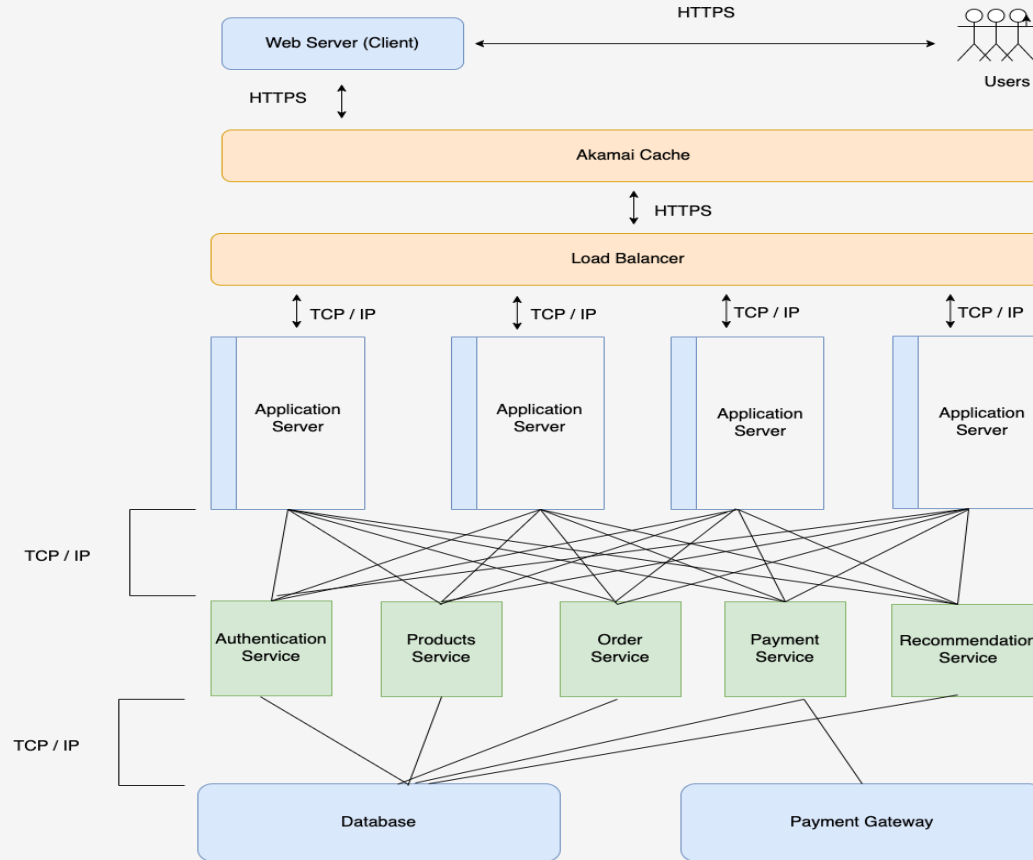 HTTPS
Web Server (Client)
Users
HTTPS
Akamai Cache
HTTPS
Load Balancer
TCP / IP
TCP / IP
TCP / IP
TCP / IP
Application
Server
Application
Server
Application
Server
Application
Server
TCP / IP
Authentication
Service
Products
Service
Order
Service
Payment
Service
Recommendation
Service
TCP / IP
Database
Payment Gateway